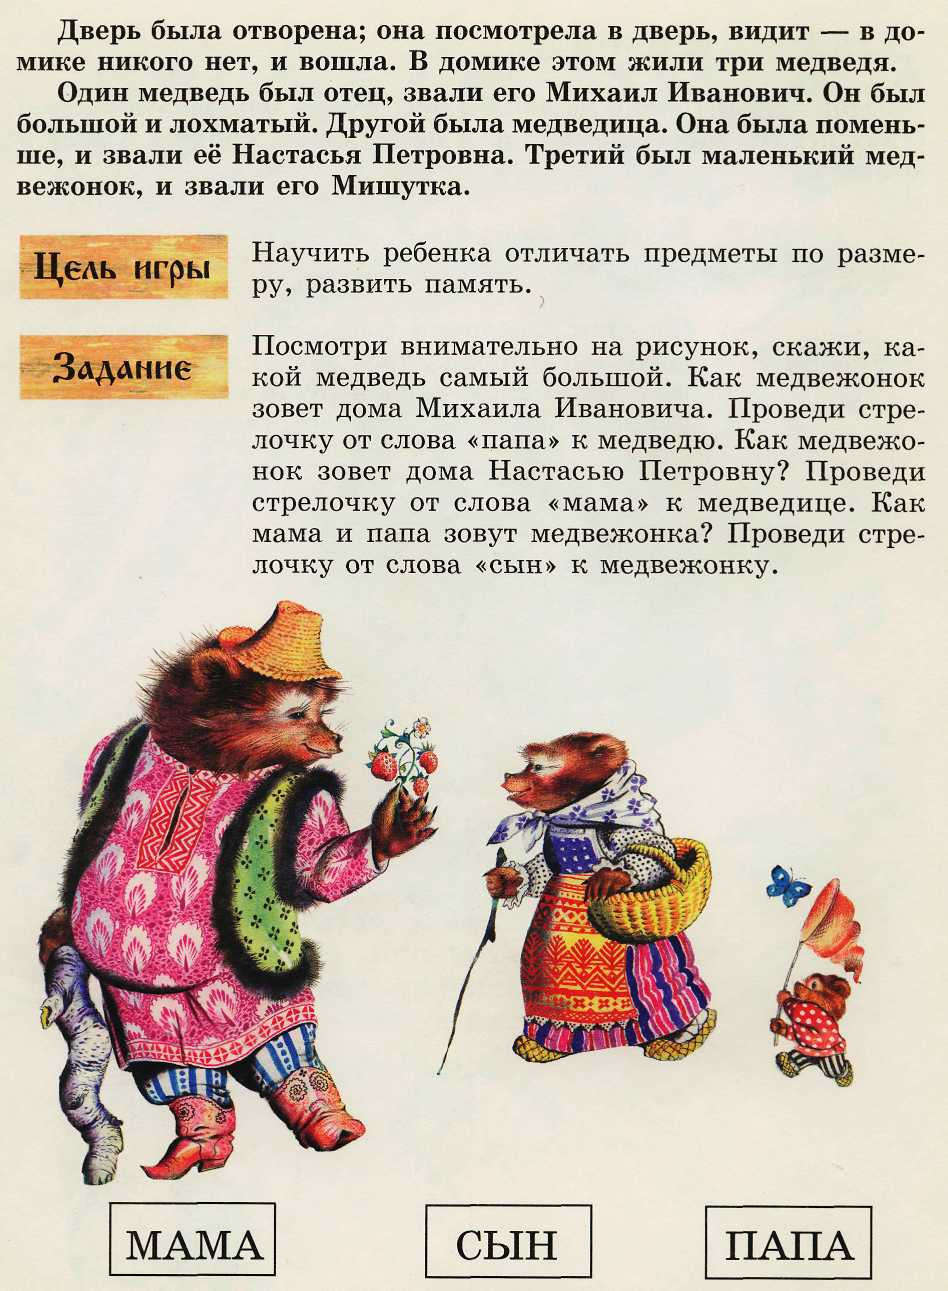 Дверь была отворена; она посмотрела в дверь, видит — в до-
мике никого нет, и вошла. В домике этом жили три медведя.
Один медведь был отец, звали его Михаил Иванович. Он был
большой и лохматый. Другой была медведица. Она была помень-
ше, и звали её Настасья Петровна. Третий был маленький мед-
вежонок, и звали его Мишутка.
Цель игры
Научить ребенка отличать предметы по разме-
ру, развить память.
Задание
Посмотри внимательно на рисунок, скажи, ка-
кой медведь самый большой. Как медвежонок
зовет дома Михаила Ивановича. Проведи стре-
лочку от слова «папа» к медведю. Как медвежо-
нок зовет дома Настасью Петровну? Проведи
стрелочку от слова «мама» к медведице. Как
мама и папа зовут медвежонка? Проведи стре-
лочку от слова «сын» к медвежонку.
МАМА
СЫН
ПАПА